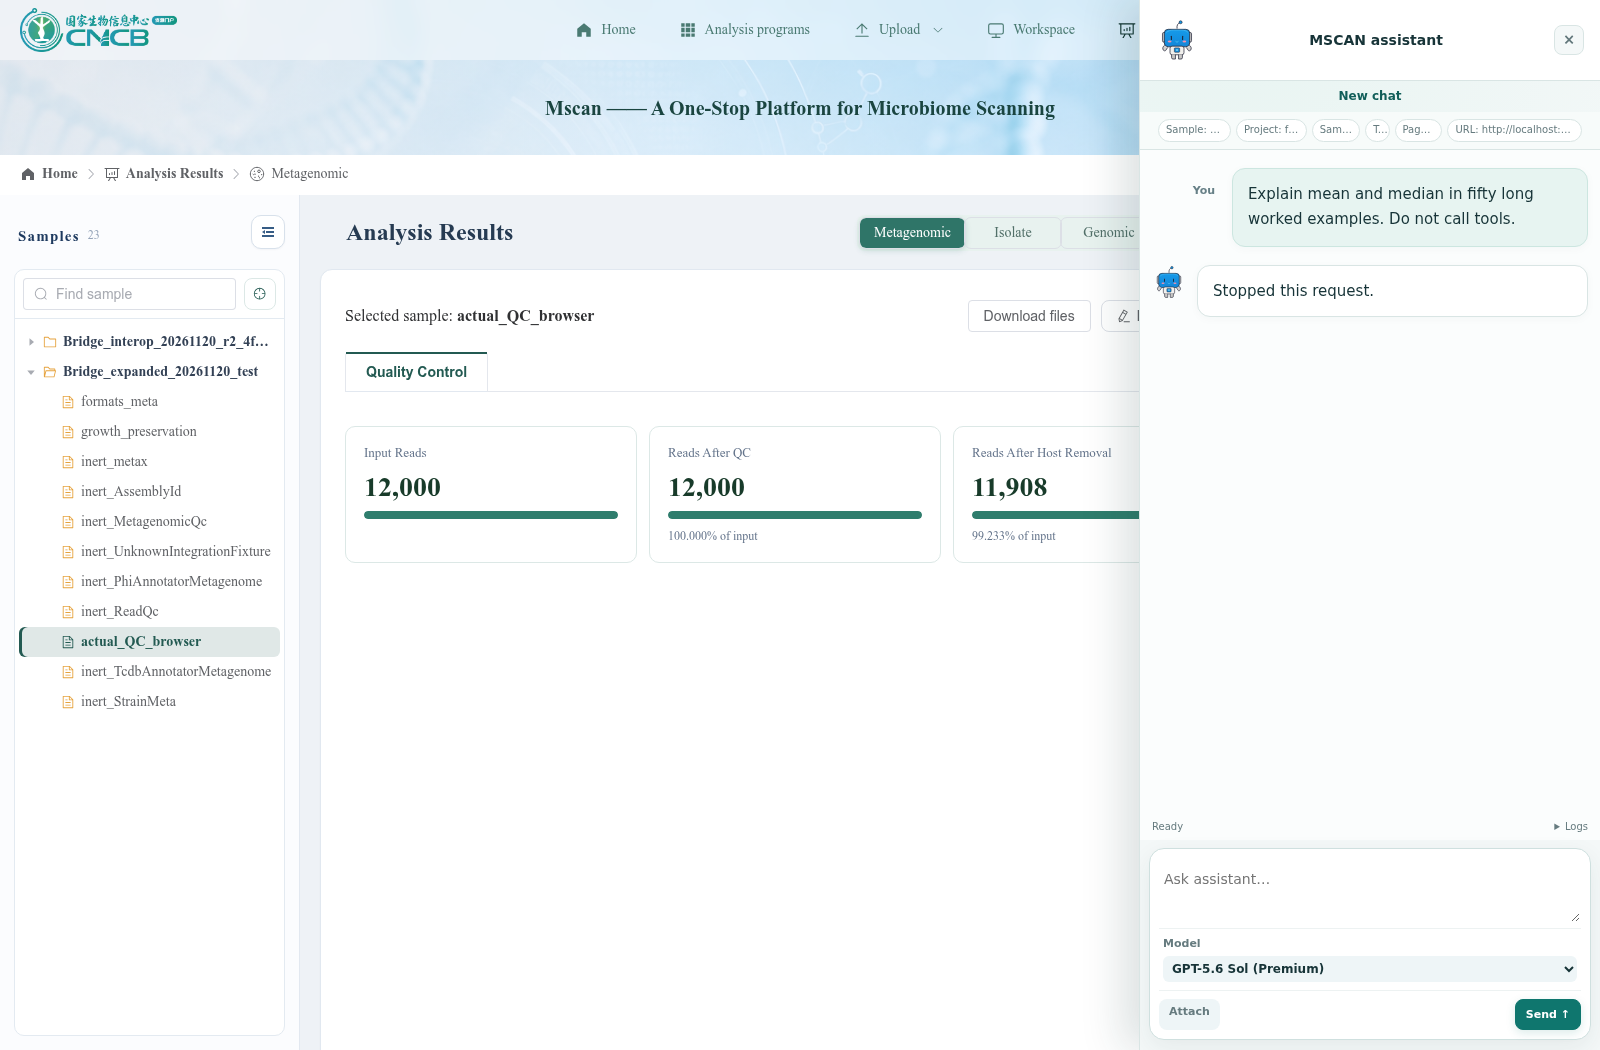 国家生物信息中心
资源门户
CNCB
Home
Analysis programs
Upload
Workspace
Mscan —— A One-Stop Platform for Microbiome Scanning
Home
Analysis Results
Metagenomic
Samples 23
Find sample
Bridge_interop_20261120_r2_4f...
Bridge_expanded_20261120_test
formats_meta
growth_preservation
inert_metax
inert_AssemblyId
inert_MetagenomicQc
inert_UnknownIntegrationFixture
inert_PhiAnnotatorMetagenome
inert_ReadQc
actual_QC_browser
inert_TcdbAnnotatorMetagenome
inert_StrainMeta
Analysis Results
Metagenomic
Isolate
Genomic
Selected sample: actual_QC_browser
Download files
Quality Control
Input Reads
12,000
Reads After QC
12,000
100.000% of input
Reads After Host Removal
11,908
99.233% of input
MSCAN assistant
×
New chat
Sample: ...
Project: f...
Sam...
T...
Pag...
URL: http://localhost:...
You
Explain mean and median in fifty long
worked examples. Do not call tools.
Stopped this request.
Ready
Logs
Ask assistant...
Model
GPT-5.6 Sol (Premium)
Attach
Send ↑